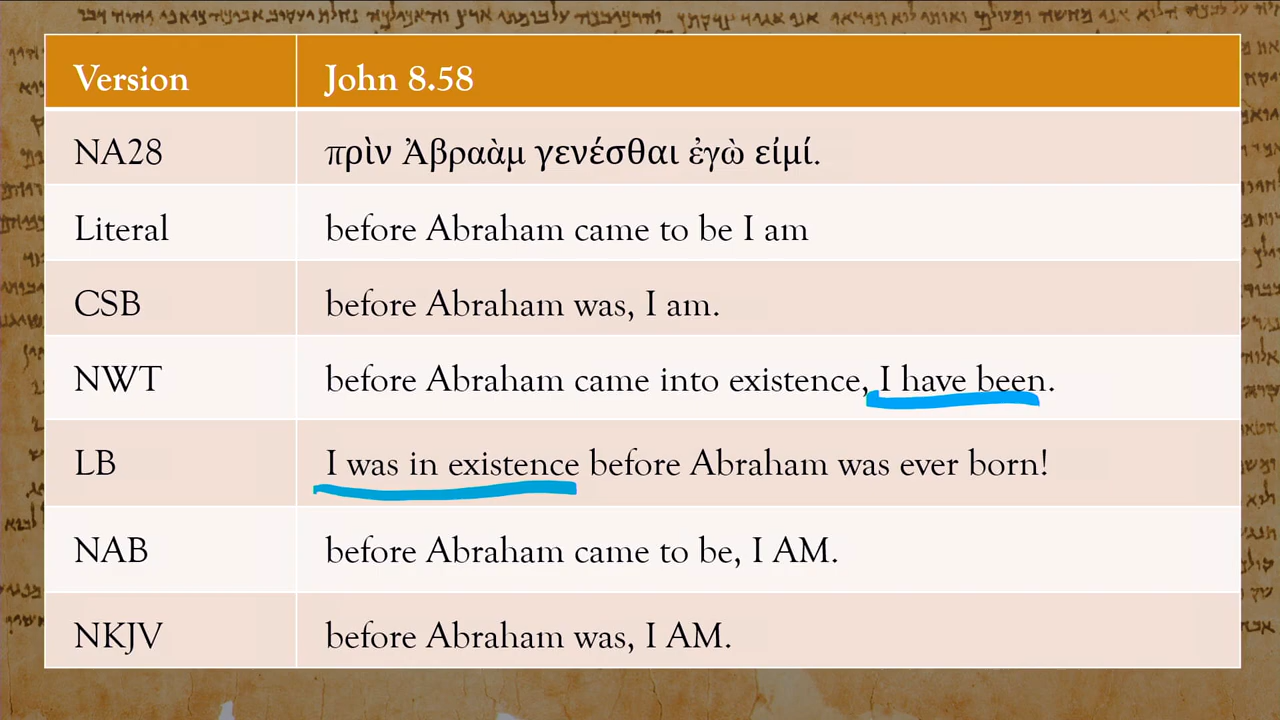 Version John 8.58
NA28 πρὶν Ἀβραὰμ γενέσθαι ἐγὼ εἰμί.
Literal before Abraham came to be I am
CSB before Abraham was, I am.
NWT before Abraham came into existence, I have been.
LB I was in existence before Abraham was ever born!
NAB before Abraham came to be, I AM.
NKJV before Abraham was, I AM.